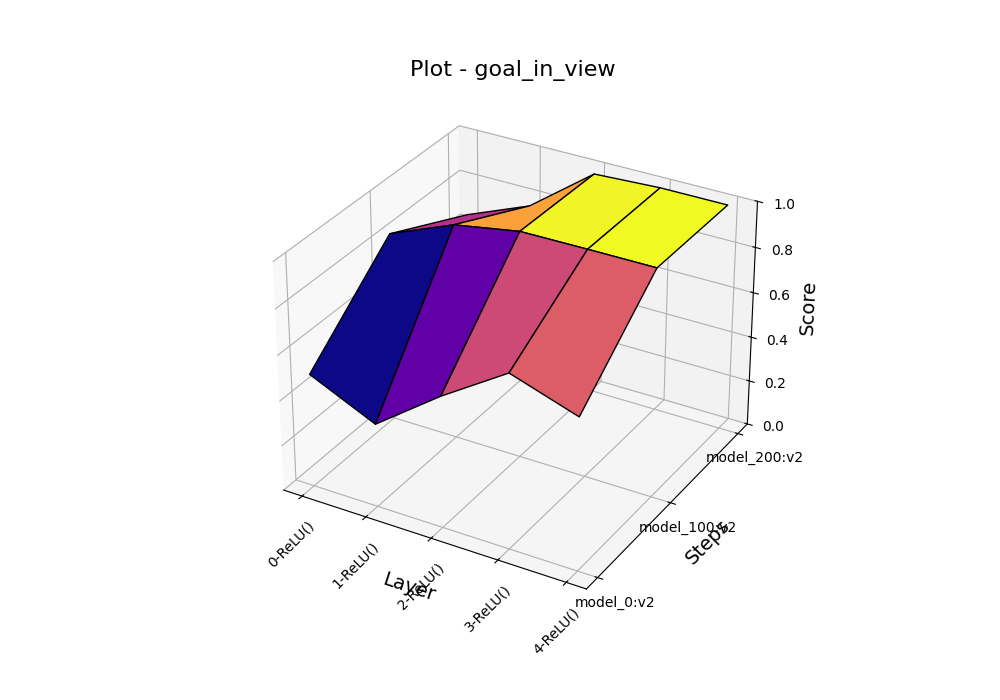 Plot - goal_in_view
1.0
0.8
0.6
0.4
0.2
0.0
Score
model_200:v2
model_100:v2
model_0:v2
Steps
0-ReLU()
1-ReLU()
2-ReLU()
3-ReLU()
4-ReLU()
Layer